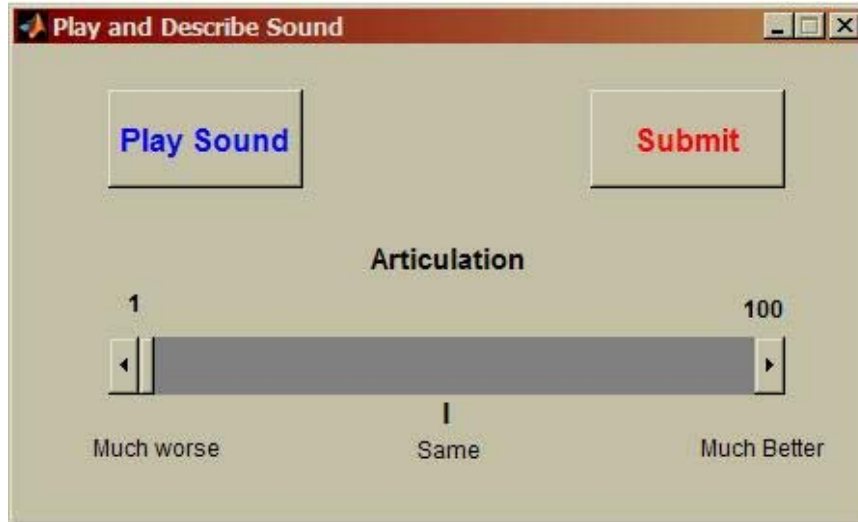 Play and Describe Sound
Play Sound
Submit
Articulation
1
100
Much worse
Same
Much Better